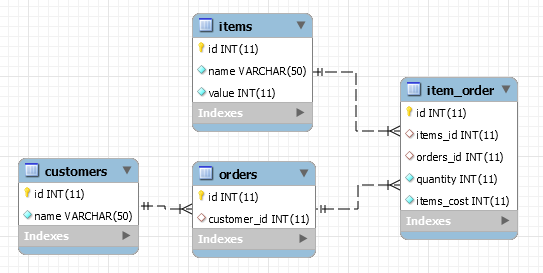 items
id INT(11)
name VARCHAR(50)
value INT(11)
Indexes
item_order
id INT(11)
items_id INT(11)
orders_id INT(11)
quantity INT(11)
items_cost INT(11)
Indexes
customers
id INT(11)
name VARCHAR(50)
Indexes
orders
id INT(11)
customer_id INT(11)
Indexes